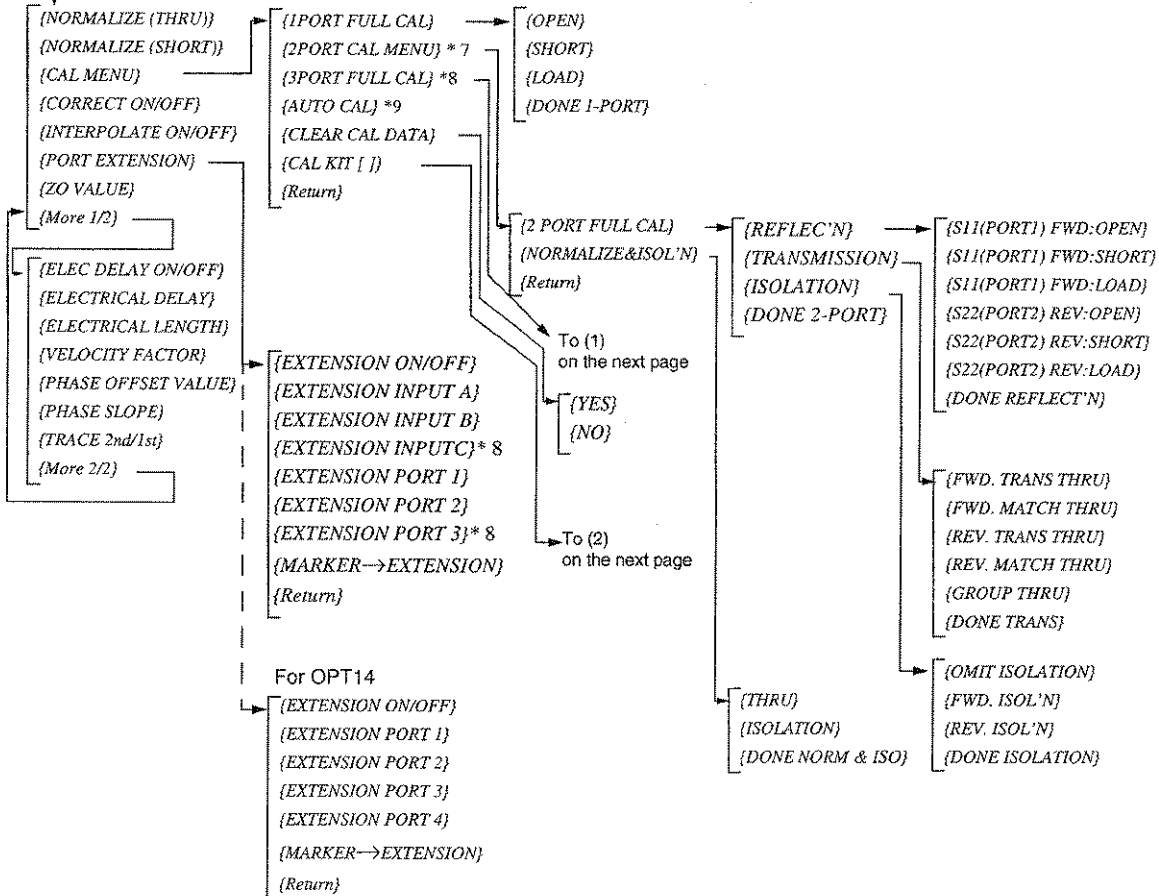 {NORMALIZE (THRU)}
{NORMALIZE (SHORT)}
{CAL MENU}
{CORRECT ON/OFF}
{INTERPOLATE ON/OFF}
{PORT EXTENSION}
{ZO VALUE}
{More 1/2}
{ELEC DELAY ON/OFF}
{ELECTRICAL DELAY}
{ELECTRICAL LENGTH}
{VELOCITY FACTOR}
{PHASE OFFSET VALUE}
{PHASE SLOPE}
{TRACE 2nd/1st}
{More 2/2}
{1PORT FULL CAL}
{2PORT CAL MENU} * 7
{3PORT FULL CAL} *8
{AUTO CAL} *9
{CLEAR CAL DATA}
{CAL KIT [ ]}
{Return}
{OPEN}
{SHORT}
{LOAD}
{DONE 1-PORT}
{2 PORT FULL CAL}
{NORMALIZE&ISOL'N}
{Return}
{REFLEC'N}
{TRANSMISSION}
{ISOLATION}
{DONE 2-PORT}
{S11(PORT1) FWD:OPEN}
{S11(PORT1) FWD:SHORT}
{S11(PORT1) FWD:LOAD}
{S22(PORT2) REV:OPEN}
{S22(PORT2) REV:SHORT}
{S22(PORT2) REV:LOAD}
{DONE REFLECT'N}
To (1)
on the next page
{YES}
{NO}
To (2)
on the next page
{EXTENSION ON/OFF}
{EXTENSION INPUT A}
{EXTENSION INPUT B}
{EXTENSION INPUTC}* 8
{EXTENSION PORT 1}
{EXTENSION PORT 2}
{EXTENSION PORT 3}* 8
{MARKER→EXTENSION}
{Return}
{FWD. TRANS THRU}
{FWD. MATCH THRU}
{REV. TRANS THRU}
{REV. MATCH THRU}
{GROUP THRU}
{DONE TRANS}
{OMIT ISOLATION}
{FWD. ISOL'N}
{REV. ISOL'N}
{DONE ISOLATION}
{THRU}
{ISOLATION}
{DONE NORM & ISO}
For OPT14
{EXTENSION ON/OFF}
{EXTENSION PORT 1}
{EXTENSION PORT 2}
{EXTENSION PORT 3}
{EXTENSION PORT 4}
{MARKER→EXTENSION}
{Return}